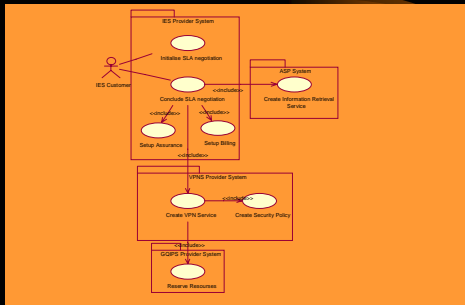 IES Provider System
Initialise SLA negotiation
ASP System
IES Customer
Conclude SLA negotiation
<<include>>
Create Information Retrieval
Service
<<include>>
<<include>>
Setup Assurance
Setup Billing
<<include>>
VPNS Provider System
<<include>>
Create VPN Service
Create Security Policy
<<include>>
GQIPS Provider System
Reserve Resourses